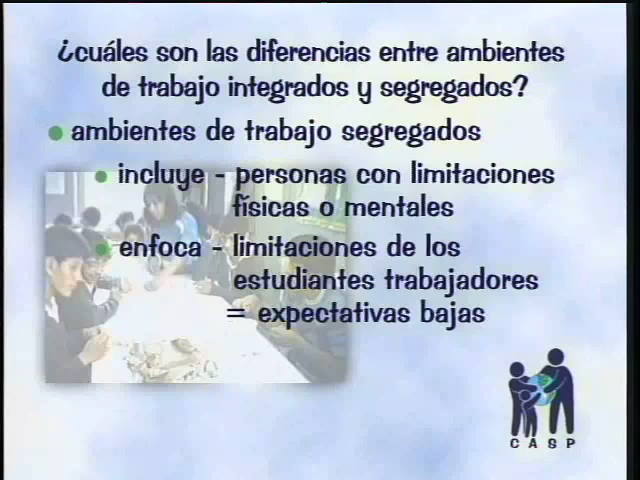 ¿cuáles son las diferencias entre ambientes
de trabajo integrados y segregados?
ambientes de trabajo segregados
incluye - personas con limitaciones
físicas o mentales
enfoca - limitaciones de los
estudiantes trabajadores
= expectativas bajas
CASP